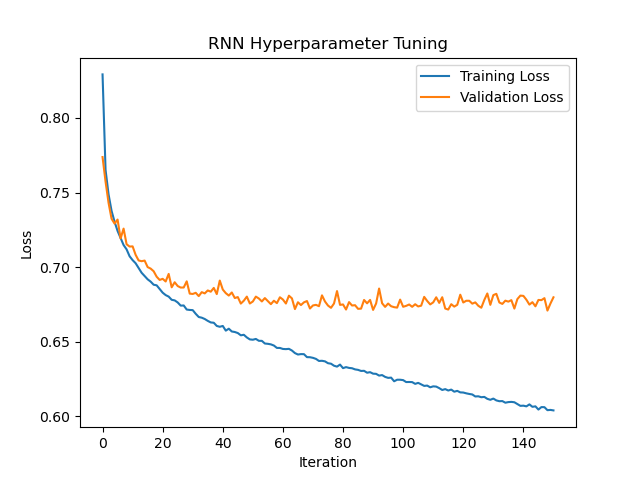 RNN Hyperparameter Tuning
Training Loss
Validation Loss
0.80
0.75
0.70
0.65
0.60
Loss
0 20 40 60 80 100 120 140
Iteration